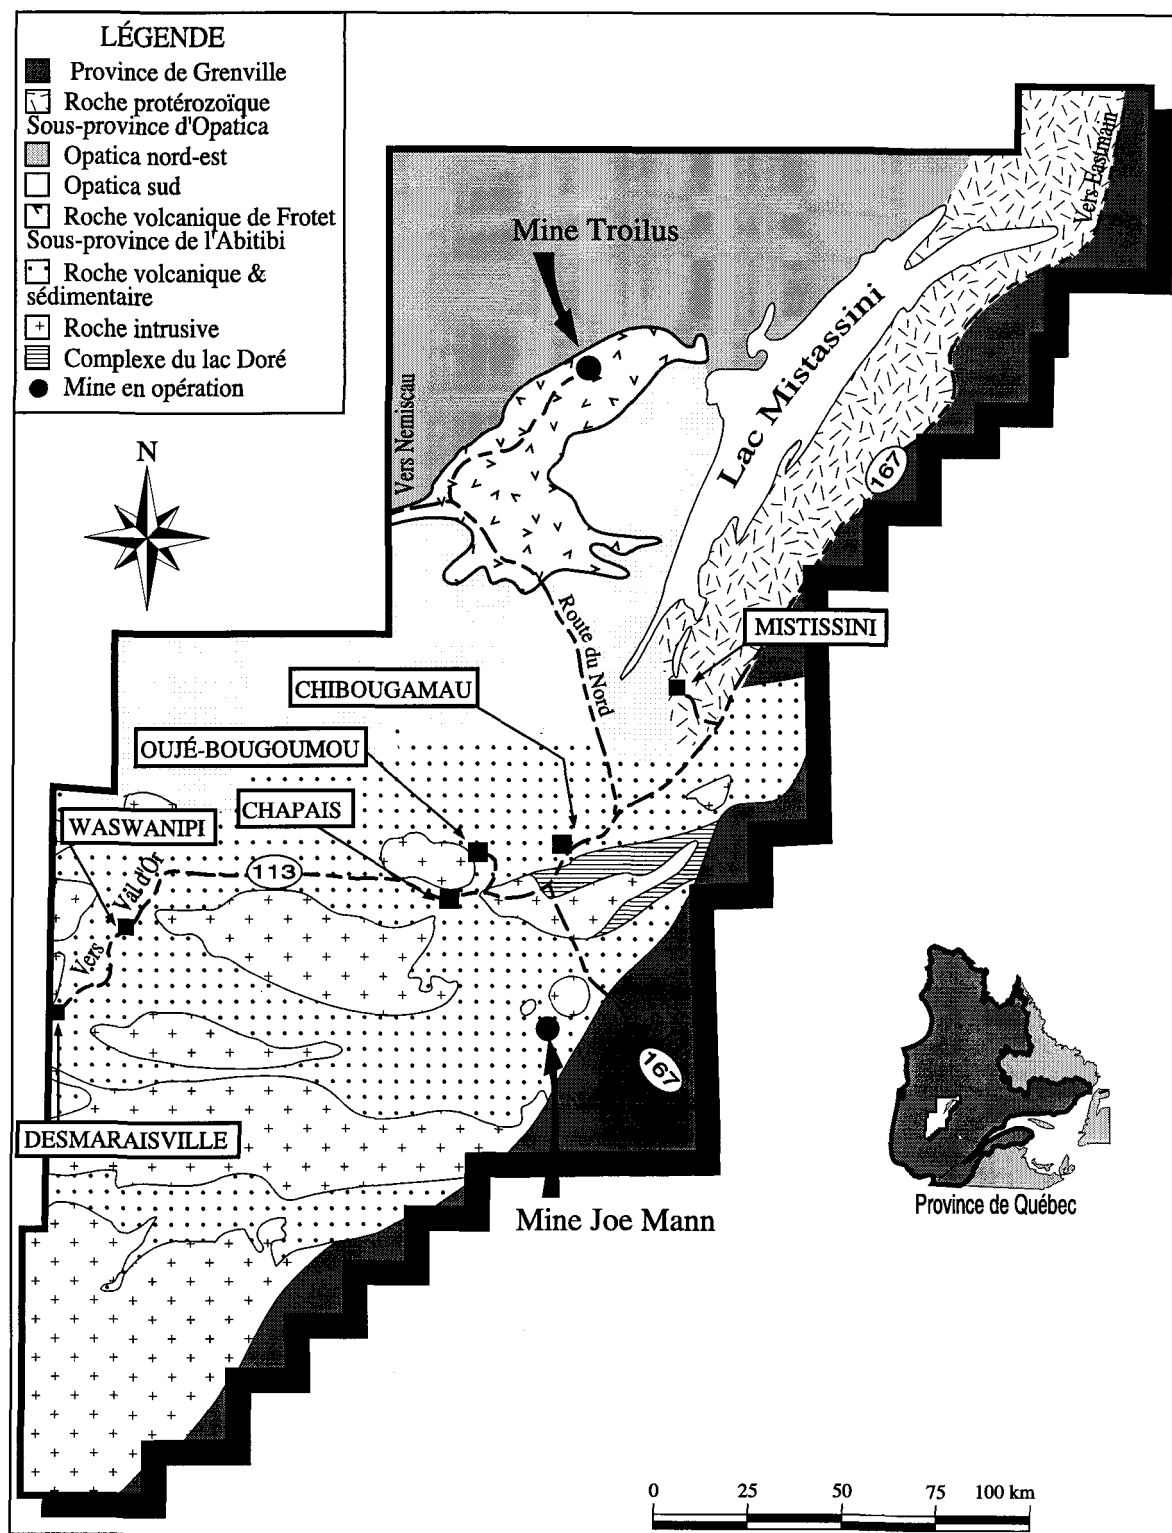 LÉGENDE
Province de Grenville
Roche protérozoïque
Sous-province d'Opatica
Opatica nord-est
Opatica sud
Roche volcanique de Frotet
Sous-province de l'Abitibi
Roche volcanique &
sédimentaire
Roche intrusive
Complexe du lac Doré
Mine en opération
N
Vers Eastmain
Mine Troilus
Lac Mistassini
Vers Nemiscau
167
Route du Nord
MISTISSINI
CHIBOUGAMAU
OUJÉ-BOUGOUMOU
CHAPAIS
WASWANIPI
113
Vers Val d'Or
167
DESMARAISVILLE
Mine Joe Mann
Province de Québec
0 25 50 75 100 km